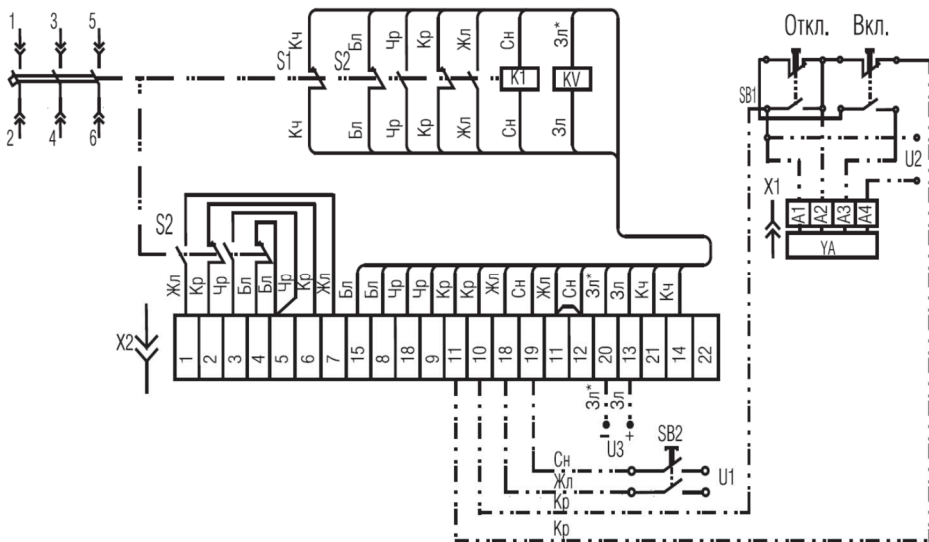 1 3 5
2 4 6
Кч Бл Чр Кр Жл Сн Зл*
S1 S2 K1 KV
Кч Бл Чр Кр Жл Сн Зл
Откл. Вкл.
SB1
U2
X1
A1 A2 A3 A4
YA
S2
Жл Кр Чр Бл Бл Чр Кр Жл Бл Бл Чр Чр Кр Кр Жл Сн Жл Сн Зл* Зл Кч Кч
X2
1 2 3 4 5 6 7 15 8 18 9 11 10 18 19 11 12 20 13 21 14 22
Зл* Зл
- +
U3
SB2
U1
Сн
Жл
Кр
Кр